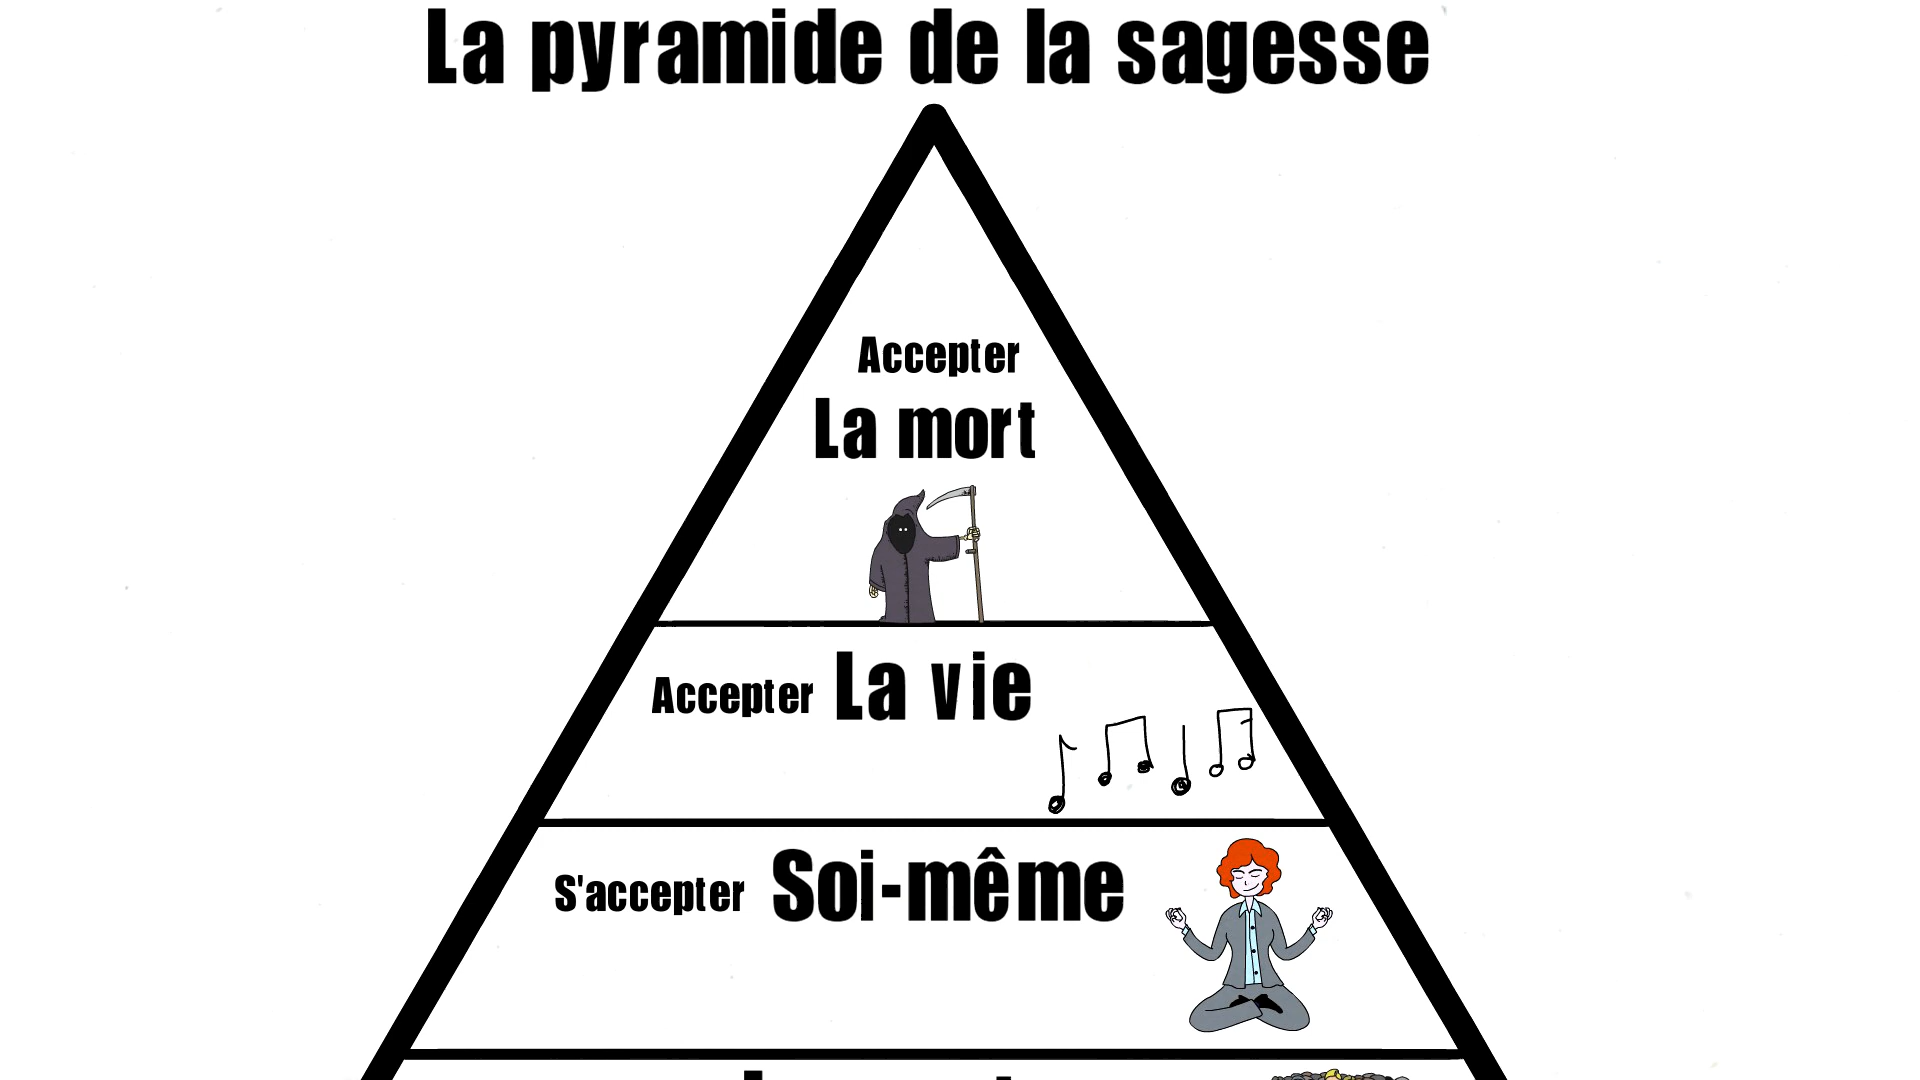 La pyramide de la sagesse
Accepter
La mort
Accepter La vie
S'accepter Soi-même